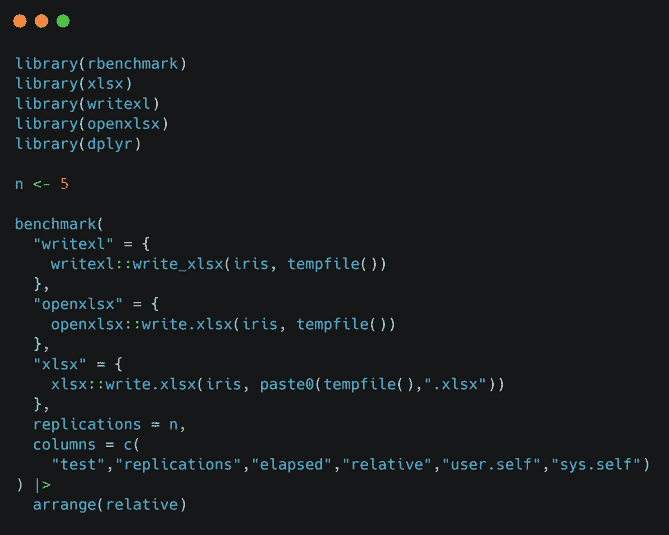 library(rbenchmark)
library(xlsx)
library(writexl)
library(openxlsx)
library(dplyr)

n <- 5

benchmark(
  "writexl" = {
    writexl::write_xlsx(iris, tempfile())
  },
  "openxlsx" = {
    openxlsx::write.xlsx(iris, tempfile())
  },
  "xlsx" = {
    xlsx::write.xlsx(iris, paste0(tempfile(),".xlsx"))
  },
  replications = n,
  columns = c(
    "test","replications","elapsed","relative","user.self","sys.self")
) |>
  arrange(relative)